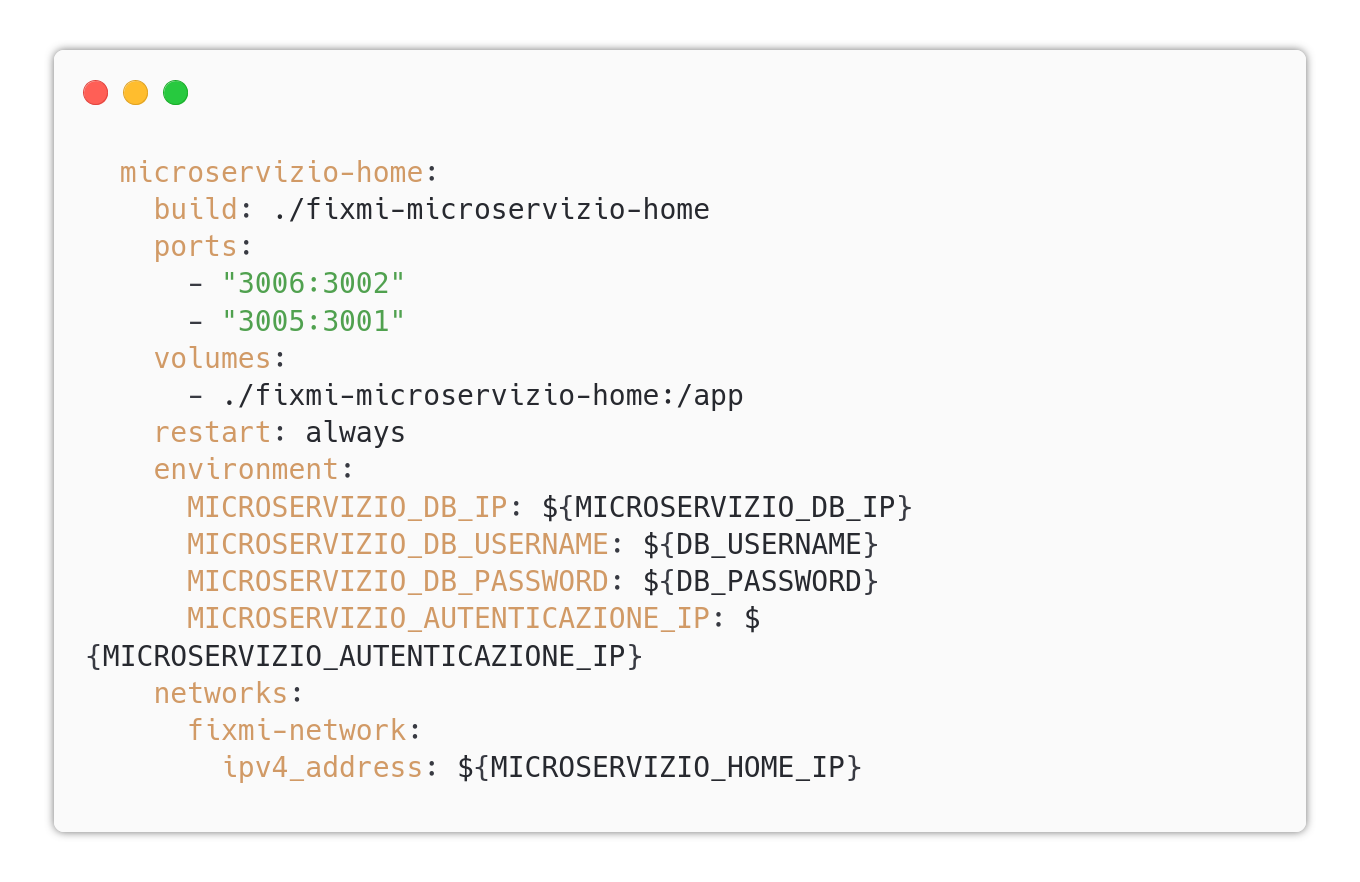 microservizio-home:
build: ./fixmi-microservizio-home
ports:
- "3006:3002"
- "3005:3001"
volumes:
- ./fixmi-microservizio-home:/app
restart: always
environment:
MICROSERVIZIO_DB_IP: ${MICROSERVIZIO_DB_IP}
MICROSERVIZIO_DB_USERNAME: ${DB_USERNAME}
MICROSERVIZIO_DB_PASSWORD: ${DB_PASSWORD}
MICROSERVIZIO_AUTENTICAZIONE_IP: $
{MICROSERVIZIO_AUTENTICAZIONE_IP}
networks:
fixmi-network:
ipv4_address: ${MICROSERVIZIO_HOME_IP}